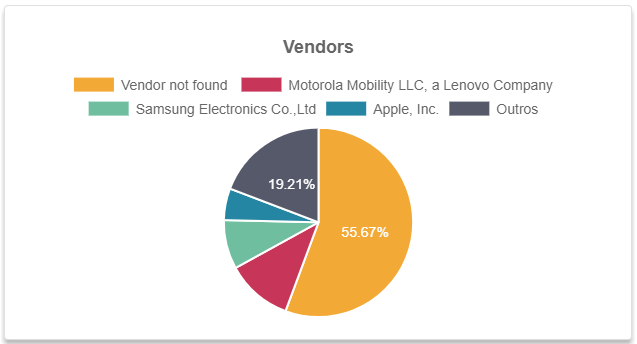 Vendors
Vendor not found Motorola Mobility LLC, a Lenovo Company
Samsung Electronics Co.,Ltd Apple, Inc. Outros
19.21%
55.67%